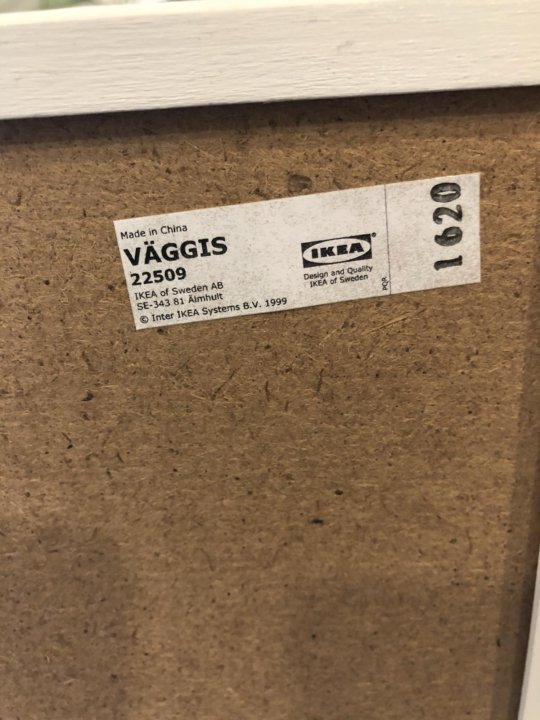 Made in China
VÄGGIS
22509
IKEA of Sweden AB
SE-343 81 Älmhult
© Inter IKEA Systems B.V. 1999
IKEA®
Design and Quality
IKEA of Sweden
PQR
1620